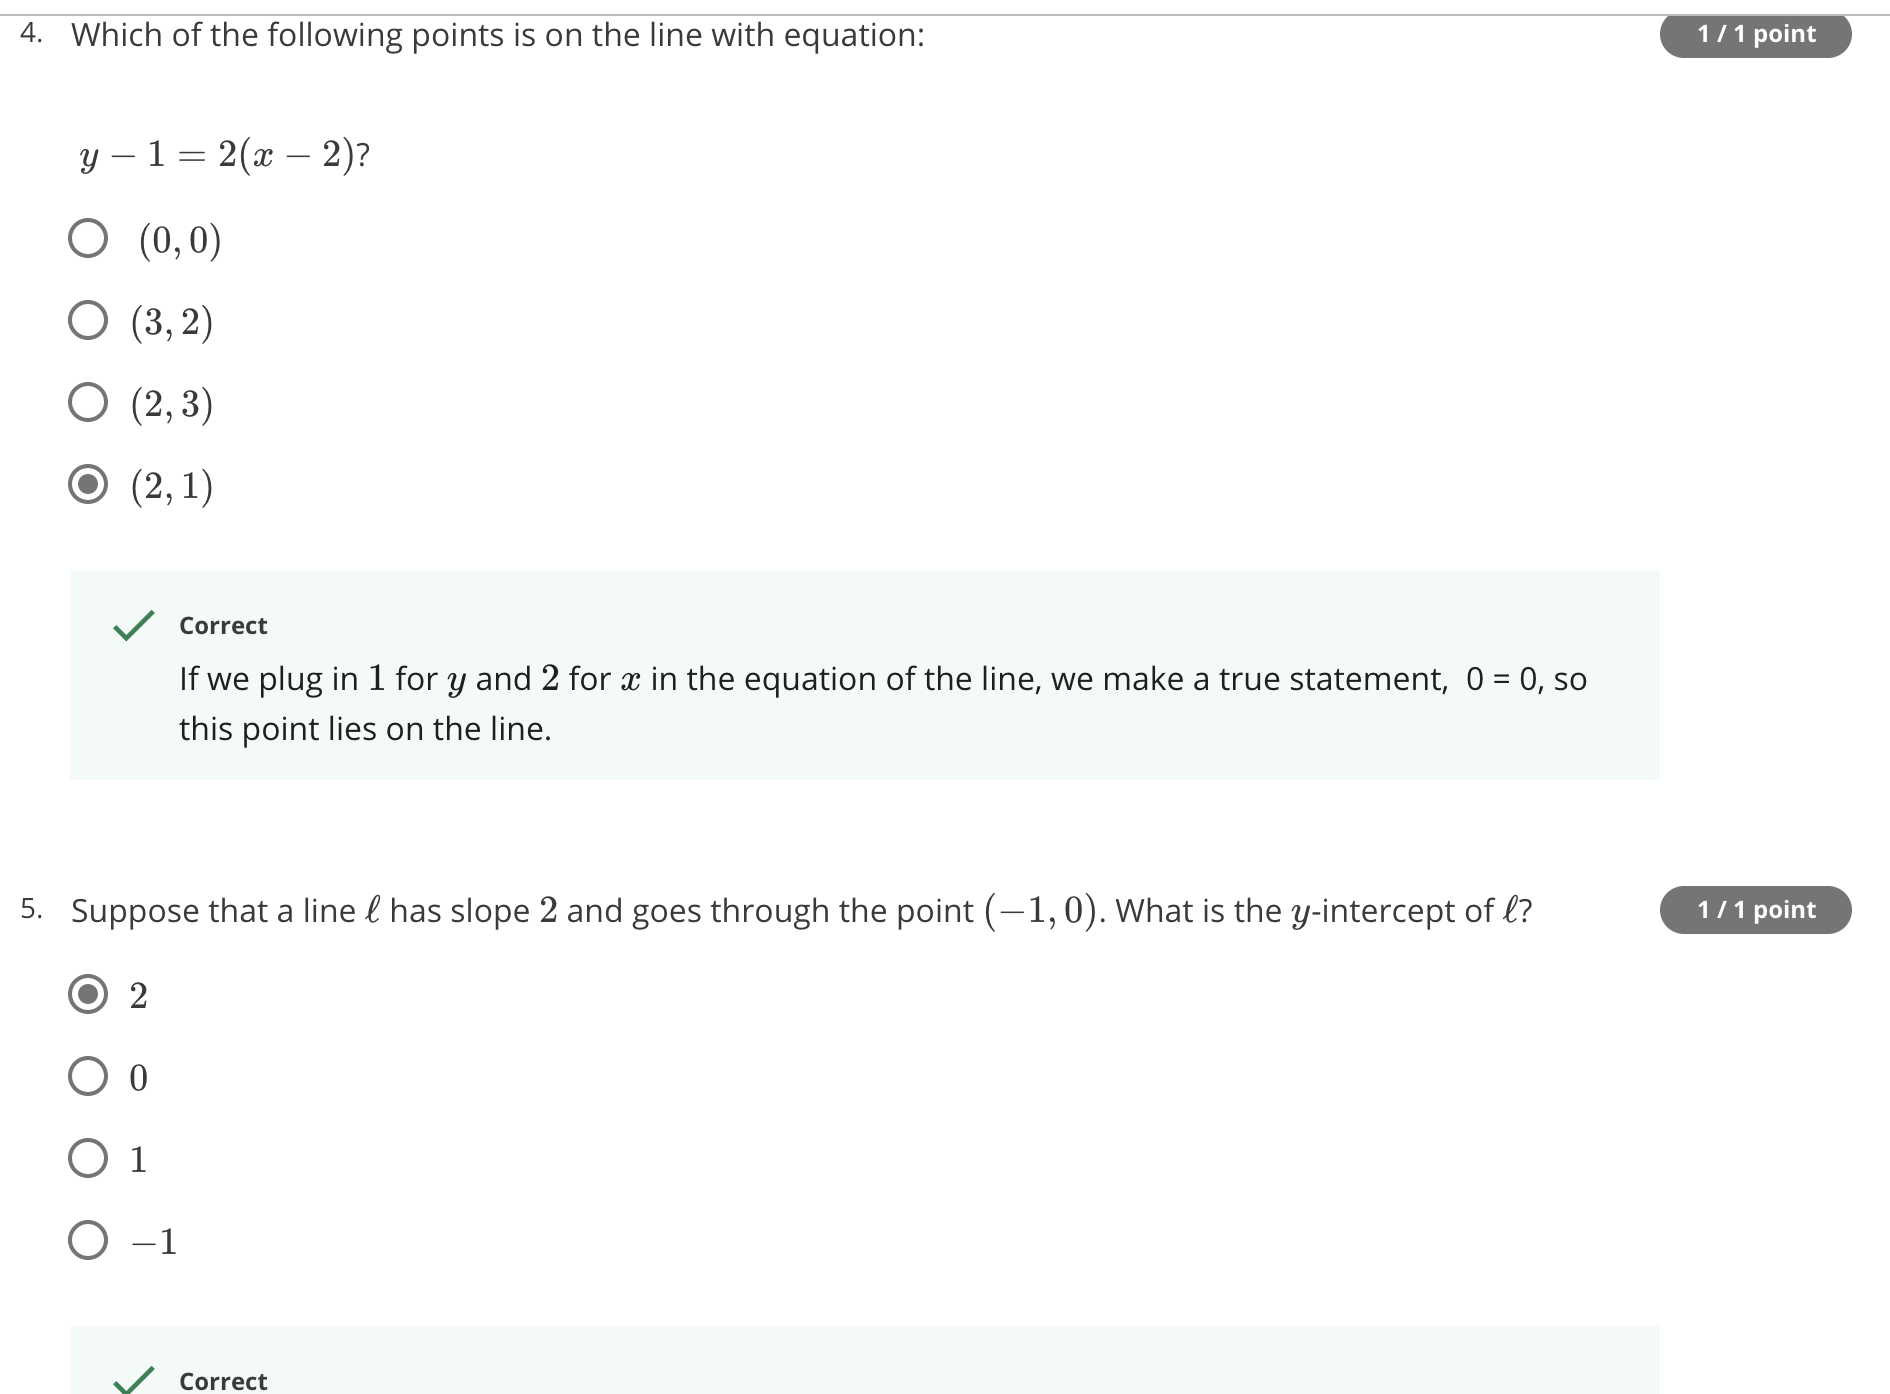 4. Which of the following points is on the line with equation: 1 / 1 point
y − 1 = 2(x − 2)?
(0, 0)
(3, 2)
(2, 3)
(2, 1)
Correct
If we plug in 1 for y and 2 for x in the equation of the line, we make a true statement, 0 = 0, so
this point lies on the line.
5. Suppose that a line ℓ has slope 2 and goes through the point (−1, 0). What is the y-intercept of ℓ? 1 / 1 point
2
0
1
−1
Correct